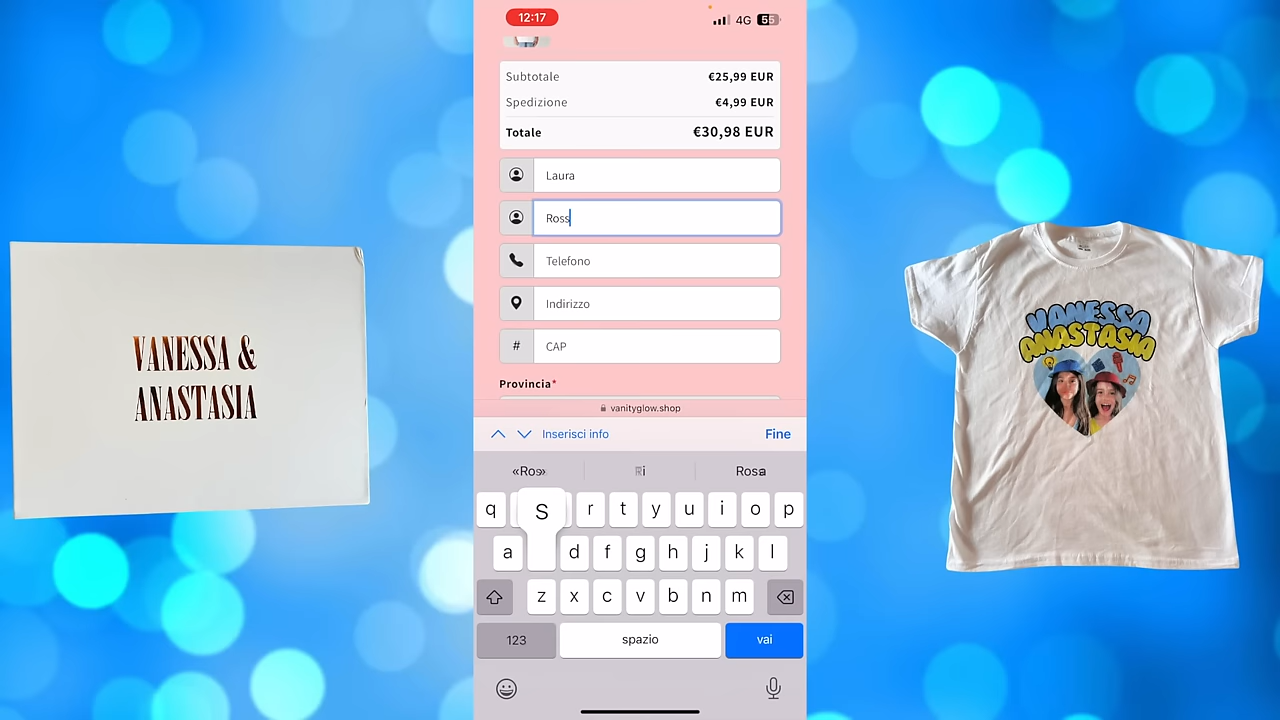 VANESSA &
ANASTASIA
12:17
4G
55
Subtotale
€25,99 EUR
Spedizione
€4,99 EUR
Totale
€30,98 EUR
Laura
Ross
Telefono
Indirizzo
# CAP
Provincia*
vanityglow.shop
Inserisci info
Fine
«Ros»
Rosa
q S r t y u i o p
a d f g h j k l
z x c v b n m
123
spazio
vai
VANESSA
ANASTASIA